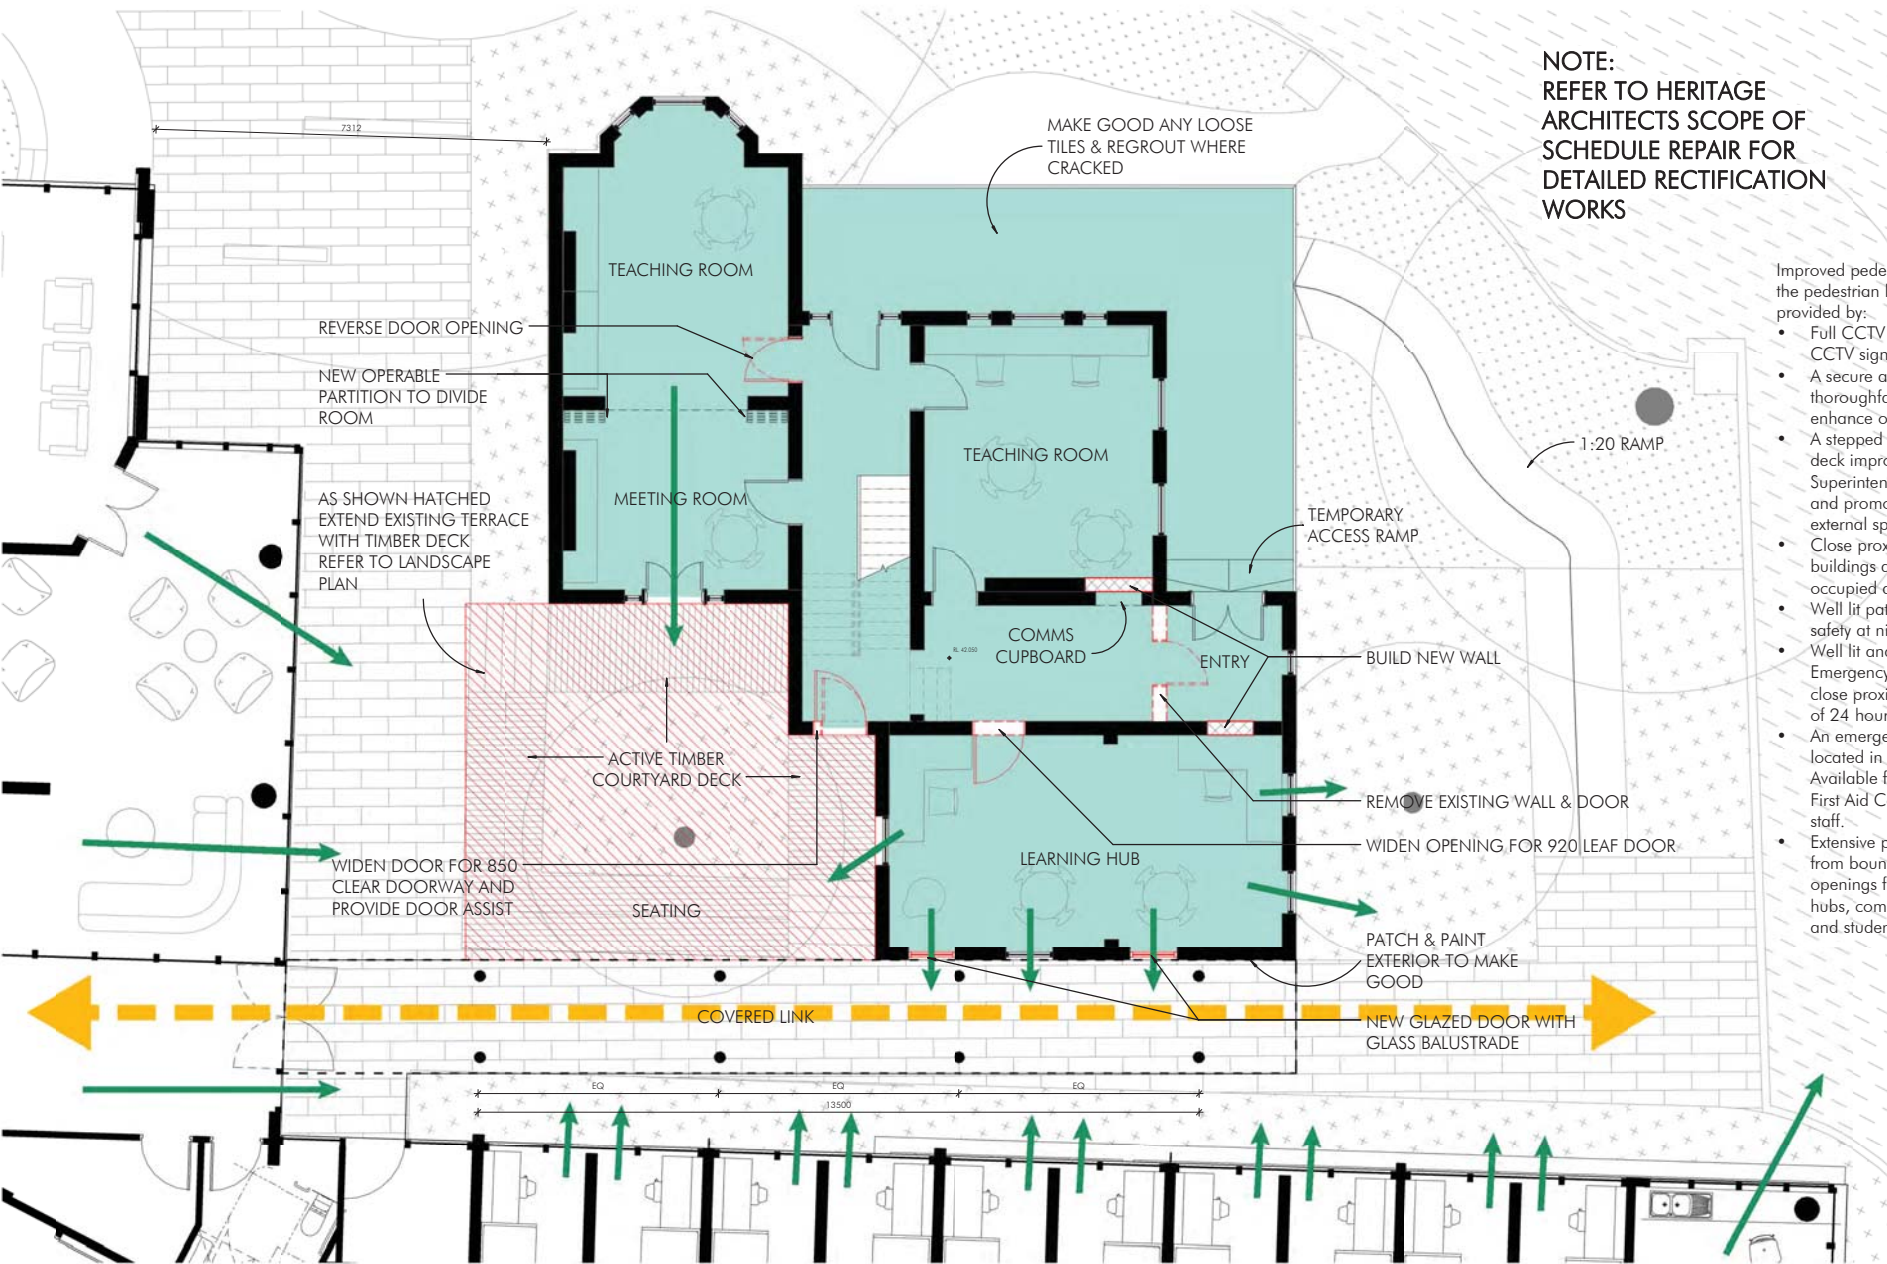 NOTE:
REFER TO HERITAGE
ARCHITECTS SCOPE OF
SCHEDULE REPAIR FOR
DETAILED RECTIFICATION
WORKS
MAKE GOOD ANY LOOSE
TILES & REGROUT WHERE
CRACKED
7312
TEACHING ROOM
REVERSE DOOR OPENING
NEW OPERABLE
PARTITION TO DIVIDE
ROOM
AS SHOWN HATCHED
EXTEND EXISTING TERRACE
WITH TIMBER DECK
REFER TO LANDSCAPE
PLAN
MEETING ROOM
TEACHING ROOM
1:20 RAMP
TEMPORARY
ACCESS RAMP
COMMS
CUPBOARD
RL 42.050
ENTRY
BUILD NEW WALL
ACTIVE TIMBER
COURTYARD DECK
REMOVE EXISTING WALL & DOOR
WIDEN OPENING FOR 920 LEAF DOOR
LEARNING HUB
WIDEN DOOR FOR 850
CLEAR DOORWAY AND
PROVIDE DOOR ASSIST
SEATING
PATCH & PAINT
EXTERIOR TO MAKE
GOOD
COVERED LINK
NEW GLAZED DOOR WITH
GLASS BALUSTRADE
EQ
EQ
EQ
13500
Improved pede
the pedestrian
provided by:
• Full CCTV
CCTV sign
• A secure a
thoroughfa
enhance o
• A stepped
deck impro
Superinten
and promo
external sp
• Close prox
buildings
occupied
• Well lit pat
safety at ni
• Well lit and
Emergency
close proxi
of 24 hour
• An emerge
located in
Available f
First Aid C
staff.
• Extensive p
from boun
openings f
hubs, com
and studen